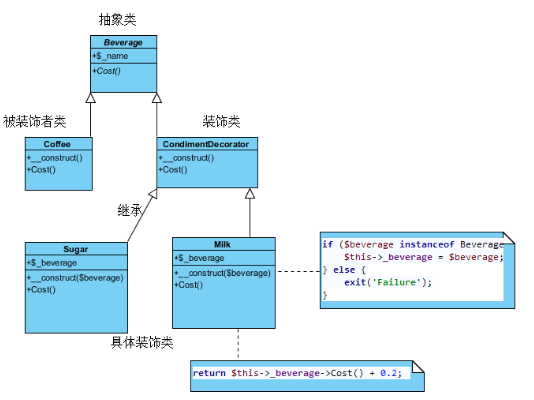 抽象类
Beverage
+$_name
+Cost()
被装饰者类
装饰类
Coffee
+__construct()
+Cost()
CondimentDecorator
+__construct()
+Cost()
继承
Sugar
+$_beverage
+__construct($beverage)
+Cost()
Milk
+$_beverage
+__construct($beverage)
+Cost()
if ($beverage instanceof Beverage
$this->_beverage = $beverage;
} else {
exit('Failure');
}
具体装饰类
return $this->_beverage->Cost() + 0.2;